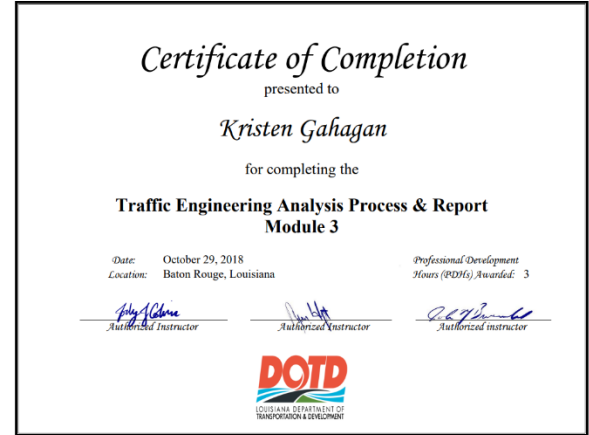 Certificate of Completion
presented to
Kristen Gahagan
for completing the
Traffic Engineering Analysis Process & Report
Module 3
Date: October 29, 2018
Location: Baton Rouge, Louisiana
Professional Development
Hours (PDHs) Awarded: 3
Authorized Instructor
Authorized Instructor
Authorized instructor
DOTD
LOUISIANA DEPARTMENT OF
TRANSPORTATION & DEVELOPMENT